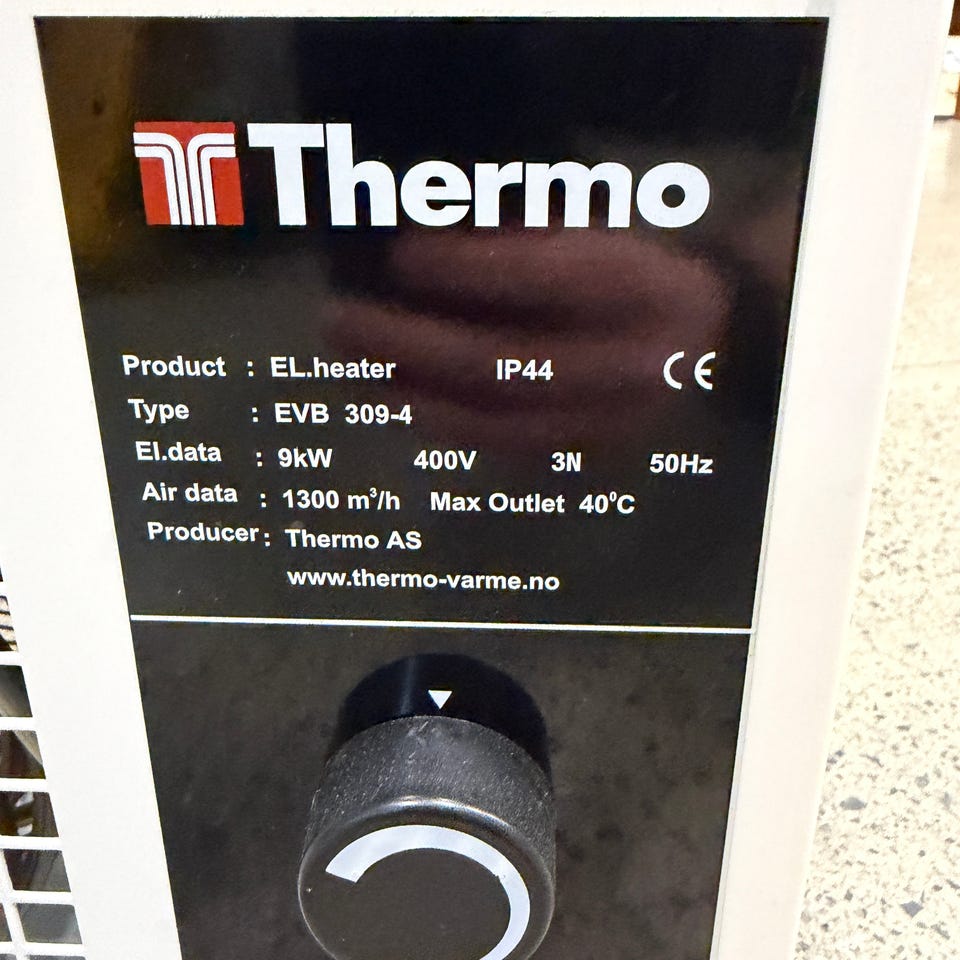 Thermo
Product : EL.heater IP44 CE
Type : EVB 309-4
El.data : 9kW 400V 3N 50Hz
Air data : 1300 m³/h Max Outlet 40⁰C
Producer : Thermo AS
www.thermo-varme.no